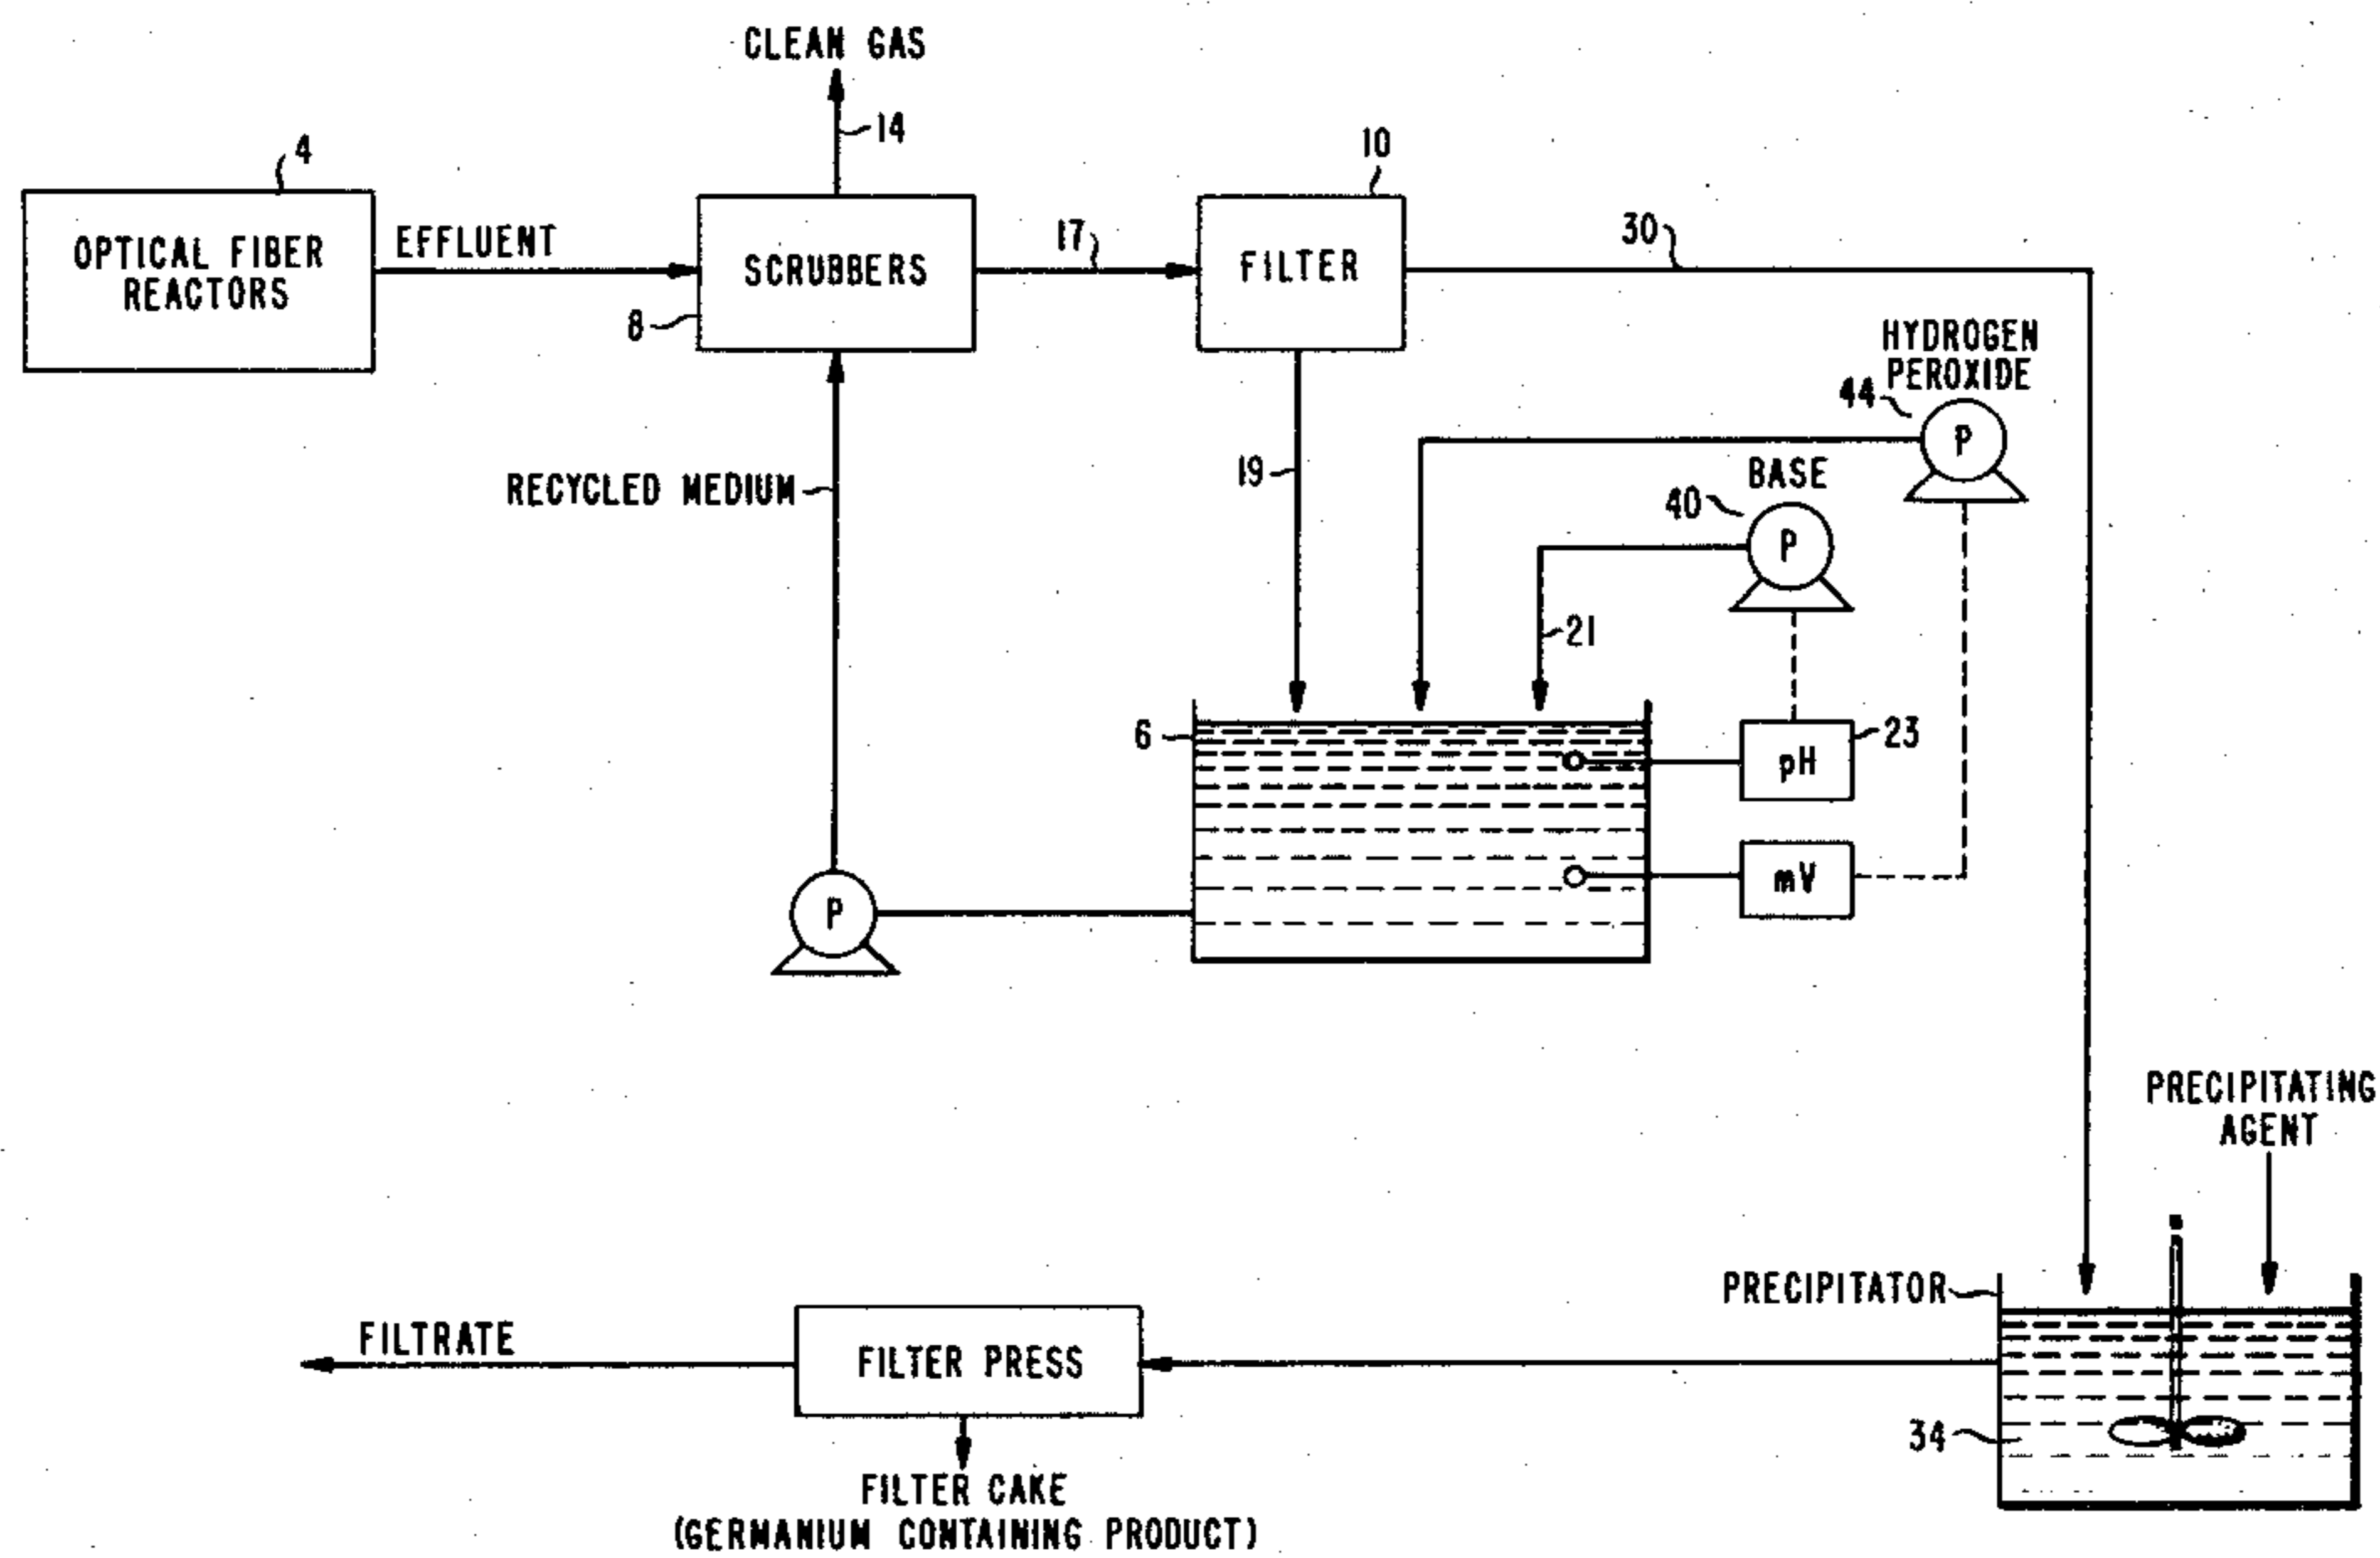 CLEAN GAS
14
4
10
OPTICAL FIBER
REACTORS
EFFLUENT
SCRUBBERS
8
17
FILTER
30
HYDROGEN
PEROXIDE
44
P
BASE
40
P
19
RECYCLED MEDIUM
21
6
23
pH
mV
P
PRECIPITATING
AGENT
PRECIPITATOR
FILTRATE
FILTER PRESS
34
FILTER CAKE
(GERMANIUM CONTAINING PRODUCT)